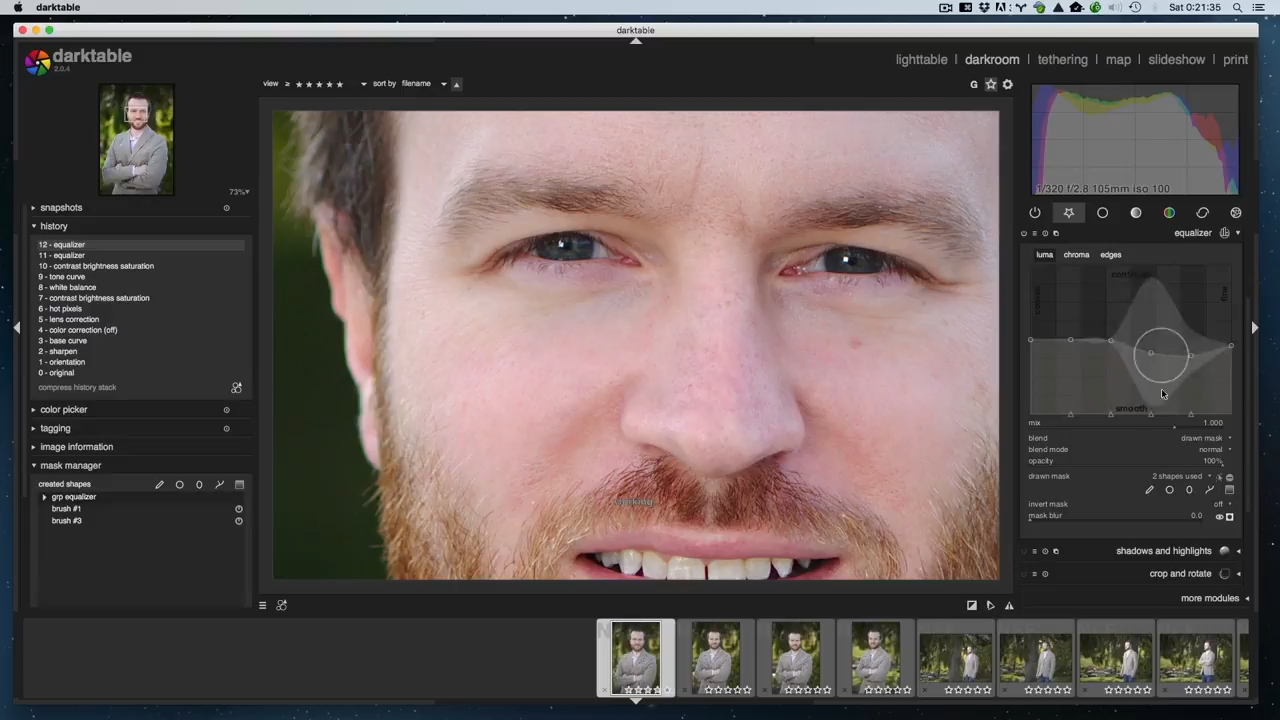 darktable
Sat 0:21:35
darktable
darktable
2.0.4
lighttable | darkroom | tethering | map | slideshow | print
view ≥
sort by filename
G
73%
1/320 f/2.8 105mm iso 100
snapshots
history
12 - equalizer
11 - equalizer
10 - contrast brightness saturation
9 - tone curve
8 - white balance
7 - contrast brightness saturation
6 - hot pixels
5 - lens correction
4 - color correction (off)
3 - base curve
2 - sharpen
1 - orientation
0 - original
compress history stack
color picker
tagging
image information
mask manager
created shapes
grp equalizer
brush #1
brush #3
working..
equalizer
luma chroma edges
coarse
fine
smooth
mix 1.000
blend drawn mask
blend mode normal
opacity 100%
drawn mask 2 shapes used
invert mask off
mask blur 0.0
shadows and highlights
crop and rotate
more modules